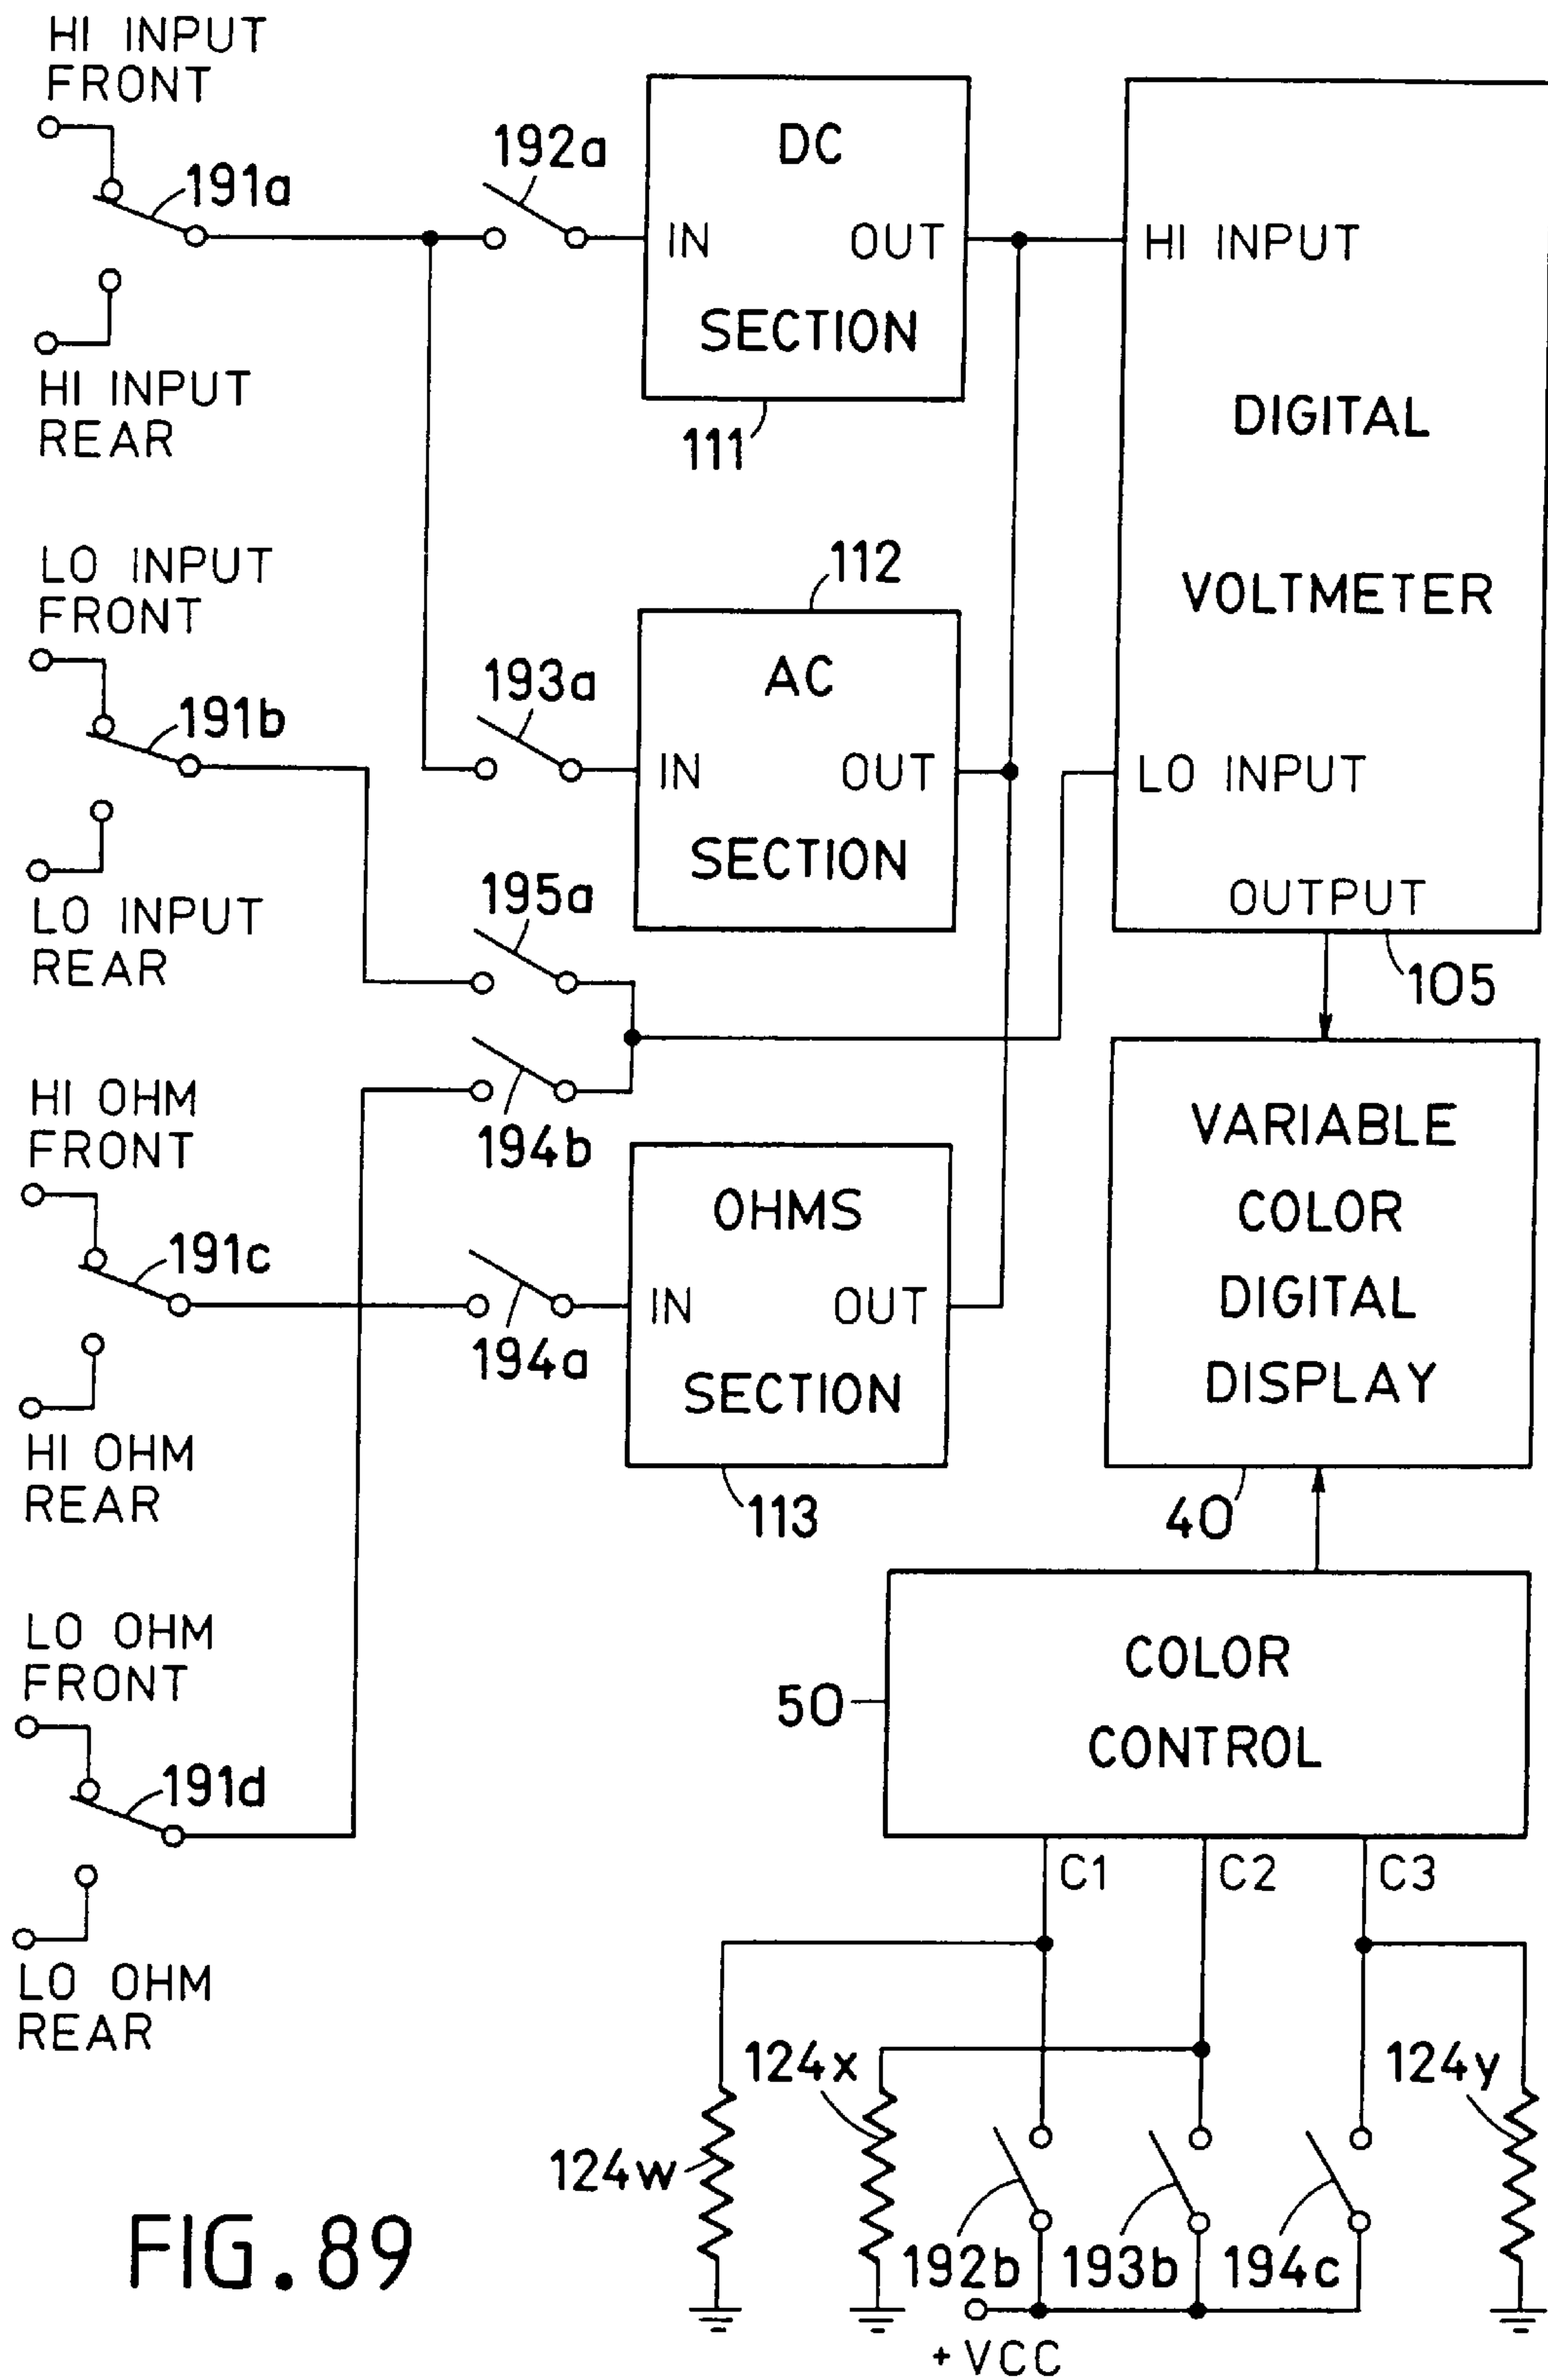 HI INPUT
FRONT
191a
HI INPUT
REAR
192a
DC
IN OUT
SECTION
111
HI INPUT
DIGITAL
VOLTMETER
LO INPUT
OUTPUT
105
LO INPUT
FRONT
191b
LO INPUT
REAR
193a
112
AC
IN OUT
SECTION
195a
194b
HI OHM
FRONT
191c
HI OHM
REAR
194a
OHMS
IN OUT
SECTION
113
VARIABLE
COLOR
DIGITAL
DISPLAY
40
LO OHM
FRONT
191d
LO OHM
REAR
50
COLOR
CONTROL
C1 C2 C3
124w
124x
124y
192b
193b
194c
+VCC
FIG. 89